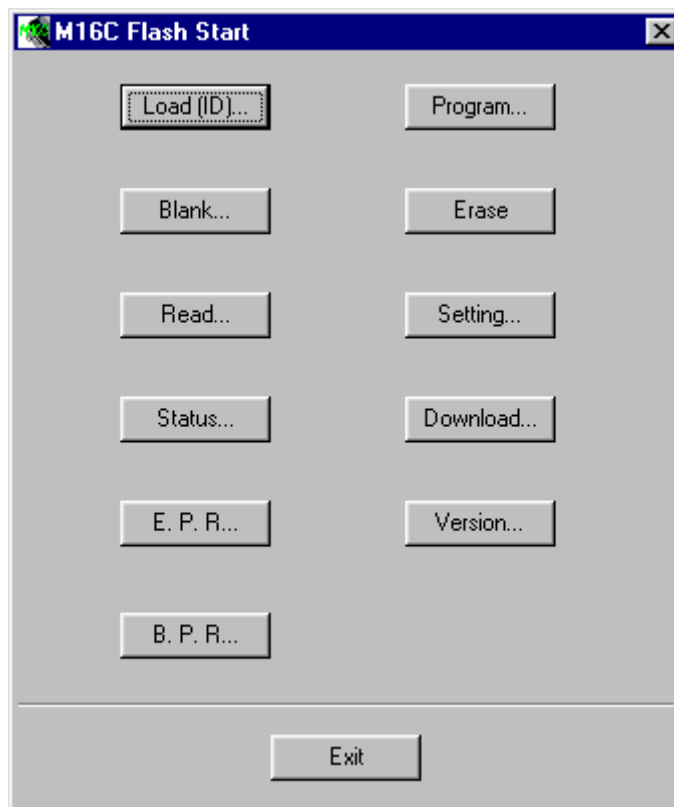 M16C Flash Start
Load (ID)...
Program...
Blank...
Erase
Read...
Setting...
Status...
Download...
E. P. R...
Version...
B. P. R...
Exit